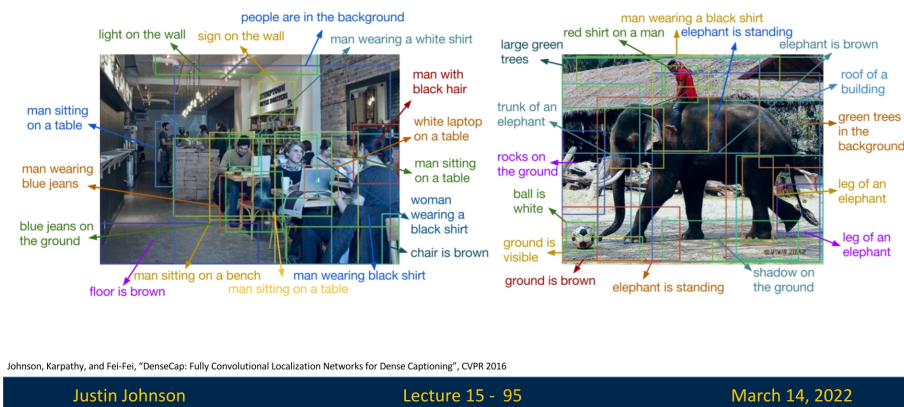 people are in the background
light on the wall
sign on the wall
man wearing a white shirt
man with
black hair
man sitting
on a table
white laptop
on a table
man wearing
blue jeans
man sitting
on a table
woman
wearing a
black shirt
blue jeans on
the ground
chair is brown
man sitting on a bench
man wearing black shirt
floor is brown
man sitting on a table
man wearing a black shirt
red shirt on a man
elephant is standing
large green
trees
elephant is brown
roof of a
building
trunk of an
elephant
green trees
in the
background
rocks on
the ground
leg of an
elephant
ball is
white
leg of an
elephant
ground is
visible
shadow on
the ground
ground is brown
elephant is standing
Johnson, Karpathy, and Fei-Fei, “DenseCap: Fully Convolutional Localization Networks for Dense Captioning”, CVPR 2016
Justin Johnson
Lecture 15 - 95
March 14, 2022